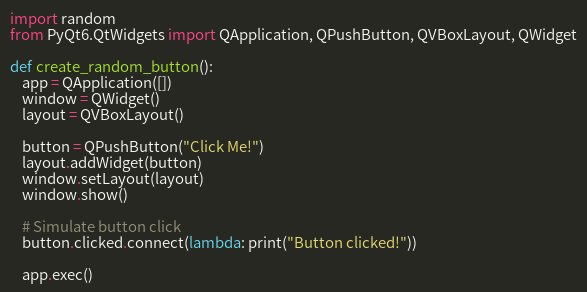 import random
from PyQt6.QtWidgets import QApplication, QPushButton, QVBoxLayout, QWidget
def create_random_button():
app = QApplication([])
window = QWidget()
layout = QVBoxLayout()
button = QPushButton("Click Me!")
layout.addWidget(button)
window.setLayout(layout)
window.show()
# Simulate button click
button.clicked.connect(lambda: print("Button clicked!"))
app.exec()